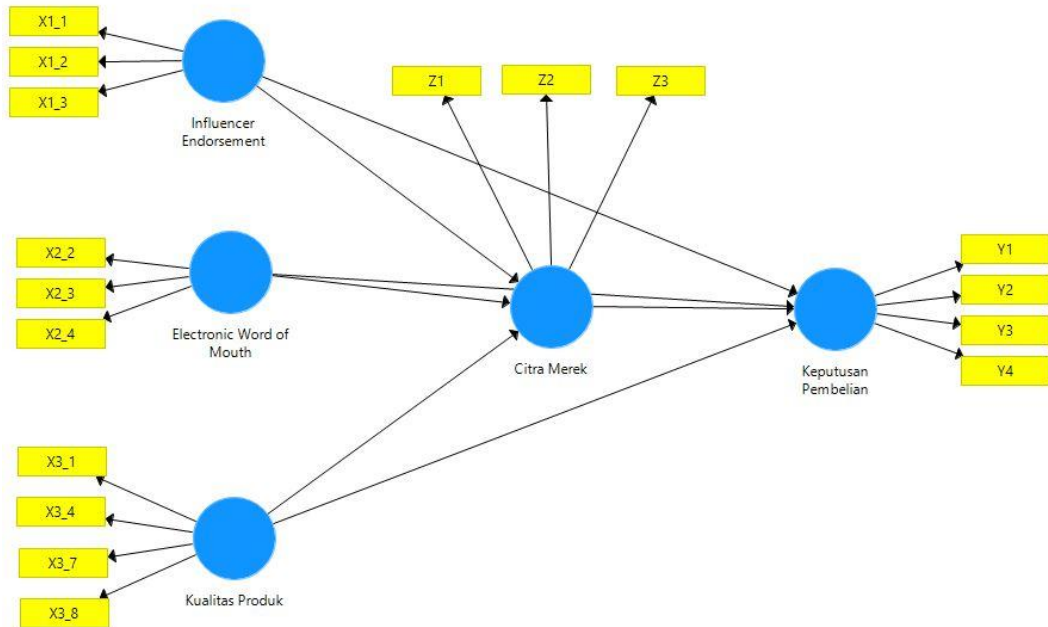 X1_1
X1_2
X1_3
Influencer
Endorsement
Z1
Z2
Z3
X2_2
X2_3
X2_4
Electronic Word of
Mouth
Citra Merek
Keputusan
Pembelian
Y1
Y2
Y3
Y4
X3_1
X3_4
X3_7
X3_8
Kualitas Produk